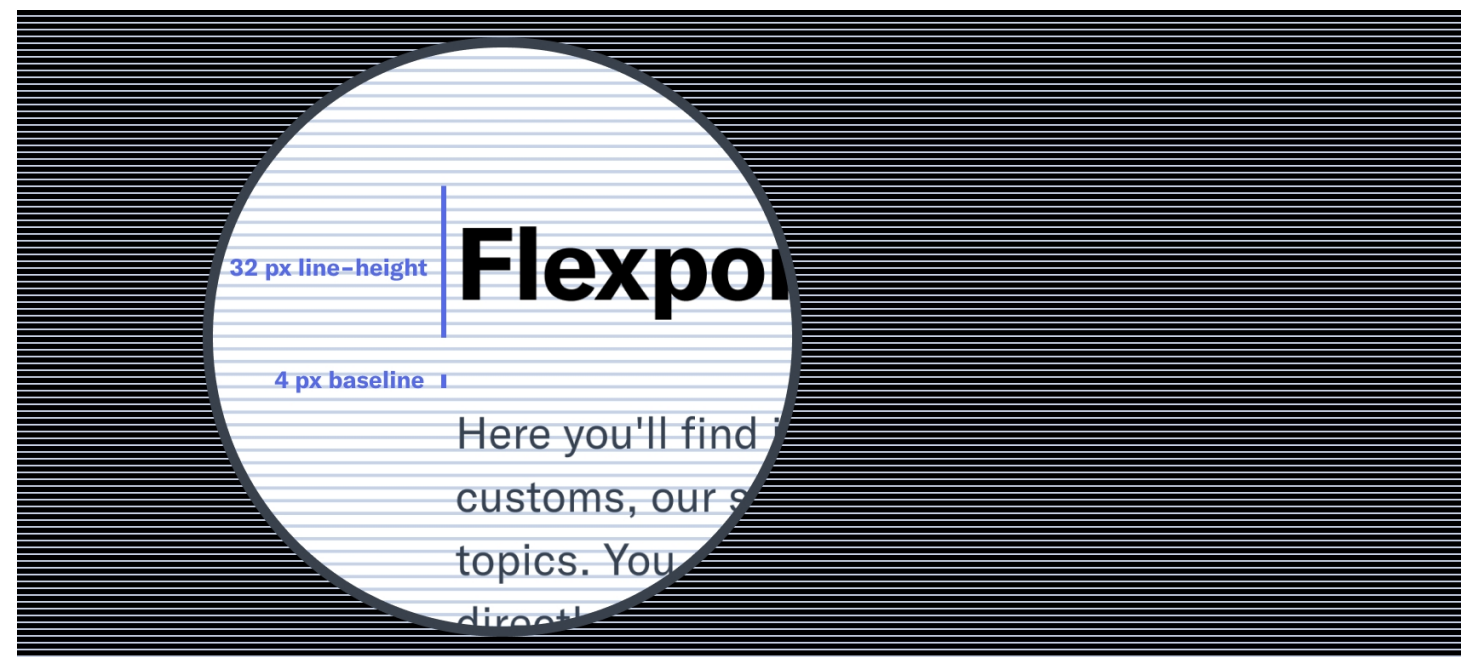 32 px line-height
Flexpo
4 px baseline
Here you'll find
customs, our s
topics. You